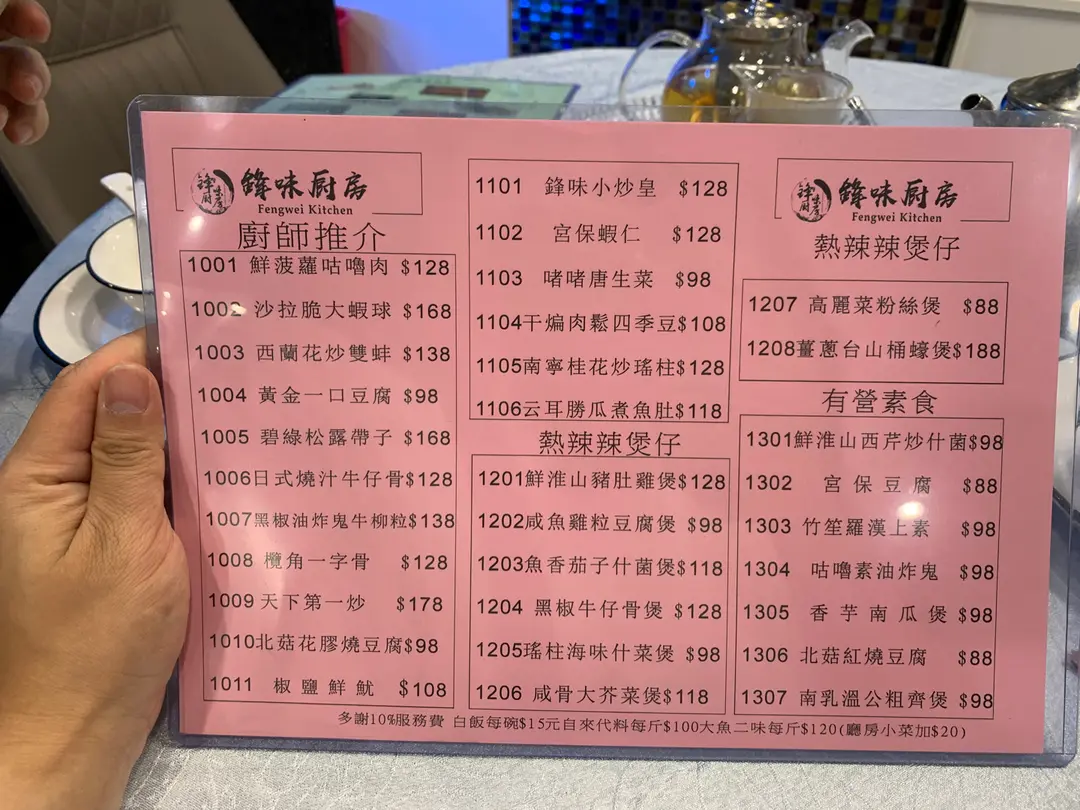 鋒味厨房
Fengwei Kitchen
廚師推介
1001 鮮菠蘿咕嚕肉 $128
1002 沙拉脆大蝦球 $168
1003 西蘭花炒雙蚌 $138
1004 黃金一口豆腐 $98
1005 碧綠松露帶子 $168
1006日式燒汁牛仔骨$128
1007黑椒油炸鬼牛柳粒$138
1008 欖角一字骨 $128
1009 天下第一炒 $178
1010北菇花膠燒豆腐$98
1011 椒鹽鮮魷 $108
1101 鋒味小炒皇 $128
1102 宮保蝦仁 $128
1103 啫啫唐生菜 $98
1104干煸肉鬆四季豆$108
1105南寧桂花炒瑤柱$128
1106云耳勝瓜煮魚肚$118
熱辣辣煲仔
1201鮮淮山豬肚雞煲$128
1202咸魚雞粒豆腐煲 $98
1203魚香茄子什菌煲$118
1204 黑椒牛仔骨煲 $128
1205瑤柱海味什菜煲 $98
1206 咸骨大芥菜煲$118
鋒味厨房
Fengwei Kitchen
熱辣辣煲仔
1207 高麗菜粉絲煲 $88
1208薑蔥台山桶蠔煲$188
有營素食
1301鮮淮山西芹炒什菌$98
1302 宮保豆腐 $88
1303 竹笙羅漢上素 $98
1304 咕嚕素油炸鬼 $98
1305 香芋南瓜煲 $98
1306 北菇紅燒豆腐 $88
1307 南乳溫公粗齊煲 $98
多謝10%服務費 白飯每碗$15元自來代料每斤$100大魚二味每斤$120(廳房小菜加$20)